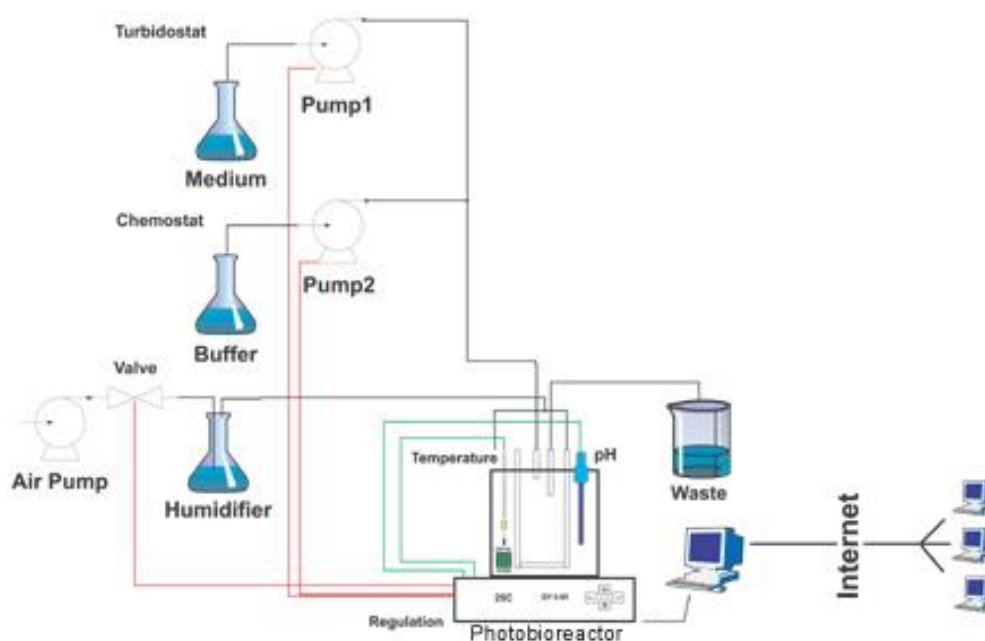 Turbidostat
Pump1
Medium
Chemostat
Pump2
Buffer
Valve
Air Pump
Humidifier
Temperature
pH
Waste
Internet
Regulation
Photobioreactor